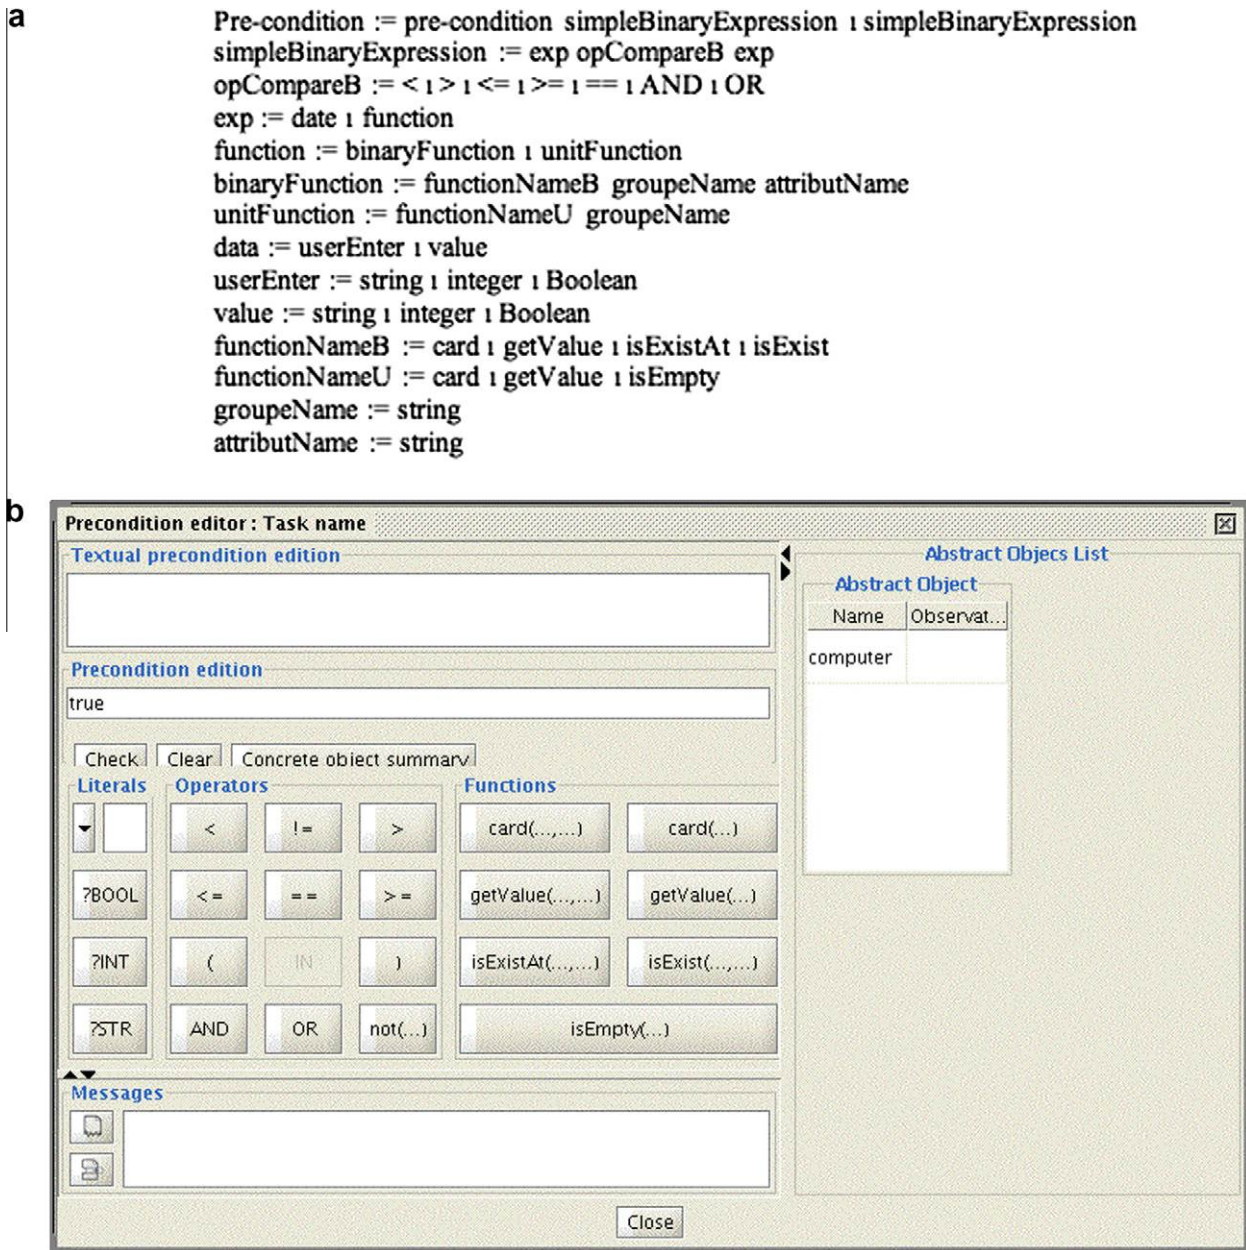 a
Pre-condition := pre-condition simpleBinaryExpression ı simpleBinaryExpression
simpleBinaryExpression := exp opCompareB exp
opCompareB := < ı > ı <= ı >= ı == ı AND ı OR
exp := date ı function
function := binaryFunction ı unitFunction
binaryFunction := functionNameB groupeName attributName
unitFunction := functionNameU groupeName
data := userEnter ı value
userEnter := string ı integer ı Boolean
value := string ı integer ı Boolean
functionNameB := card ı getValue ı isExistAt ı isExist
functionNameU := card ı getValue ı isEmpty
groupeName := string
attributName := string
b
Precondition editor : Task name
Textual precondition edition
Precondition edition
true
Check Clear Concrete object summary
Literals Operators Functions
< != > card(...,...) card(...)
?BOOL <= == >= getValue(...,...) getValue(...)
?INT ( IN ) isExistAt(...,...) isExist(...,...)
?STR AND OR not(...) isEmpty(...)
Messages
Abstract Objecs List
Abstract Object
Name Observat...
computer
Close